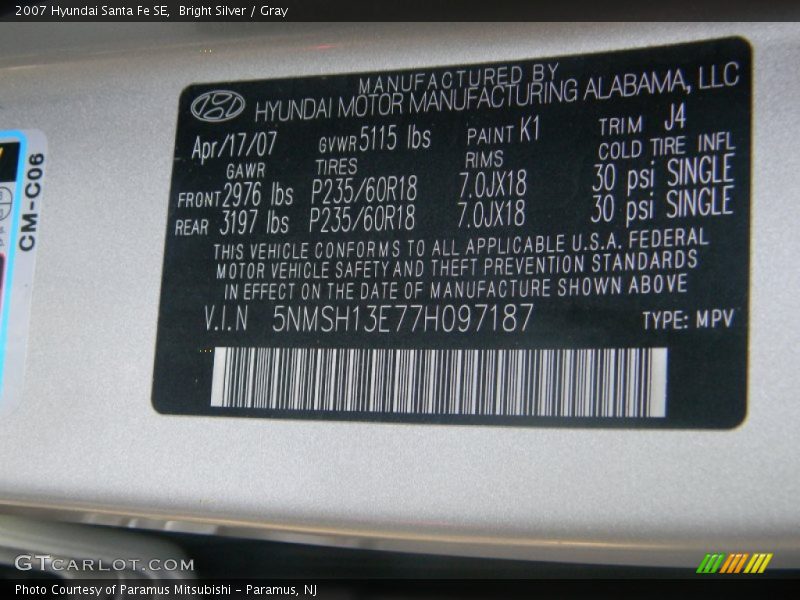 2007 Hyundai Santa Fe SE, Bright Silver / Gray
MANUFACTURED BY
HYUNDAI MOTOR MANUFACTURING ALABAMA, LLC
Apr/17/07 GVWR 5115 lbs PAINT K1 TRIM J4
GAWR TIRES RIMS COLD TIRE INFL
FRONT 2976 lbs P235/60R18 7.0JX18 30 psi SINGLE
REAR 3197 lbs P235/60R18 7.0JX18 30 psi SINGLE
THIS VEHICLE CONFORMS TO ALL APPLICABLE U.S.A. FEDERAL
MOTOR VEHICLE SAFETY AND THEFT PREVENTION STANDARDS
IN EFFECT ON THE DATE OF MANUFACTURE SHOWN ABOVE
V.I.N 5NMSH13E77H097187 TYPE: MPV
CM-C06
GTCARLOT.COM
Photo Courtesy of Paramus Mitsubishi - Paramus, NJ